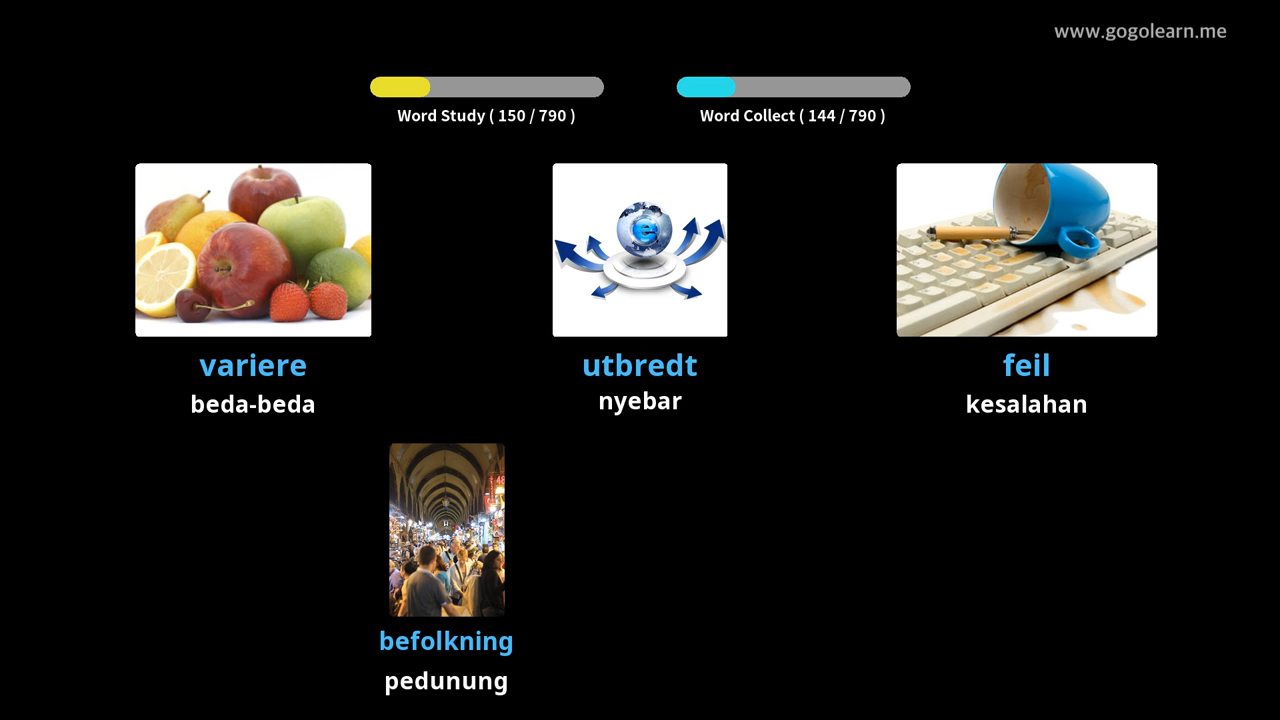 www.gogolearn.me
Word Study ( 150 / 790 )
Word Collect ( 144 / 790 )
variere
beda-beda
utbredt
nyebar
feil
kesalahan
befolkning
pedunung